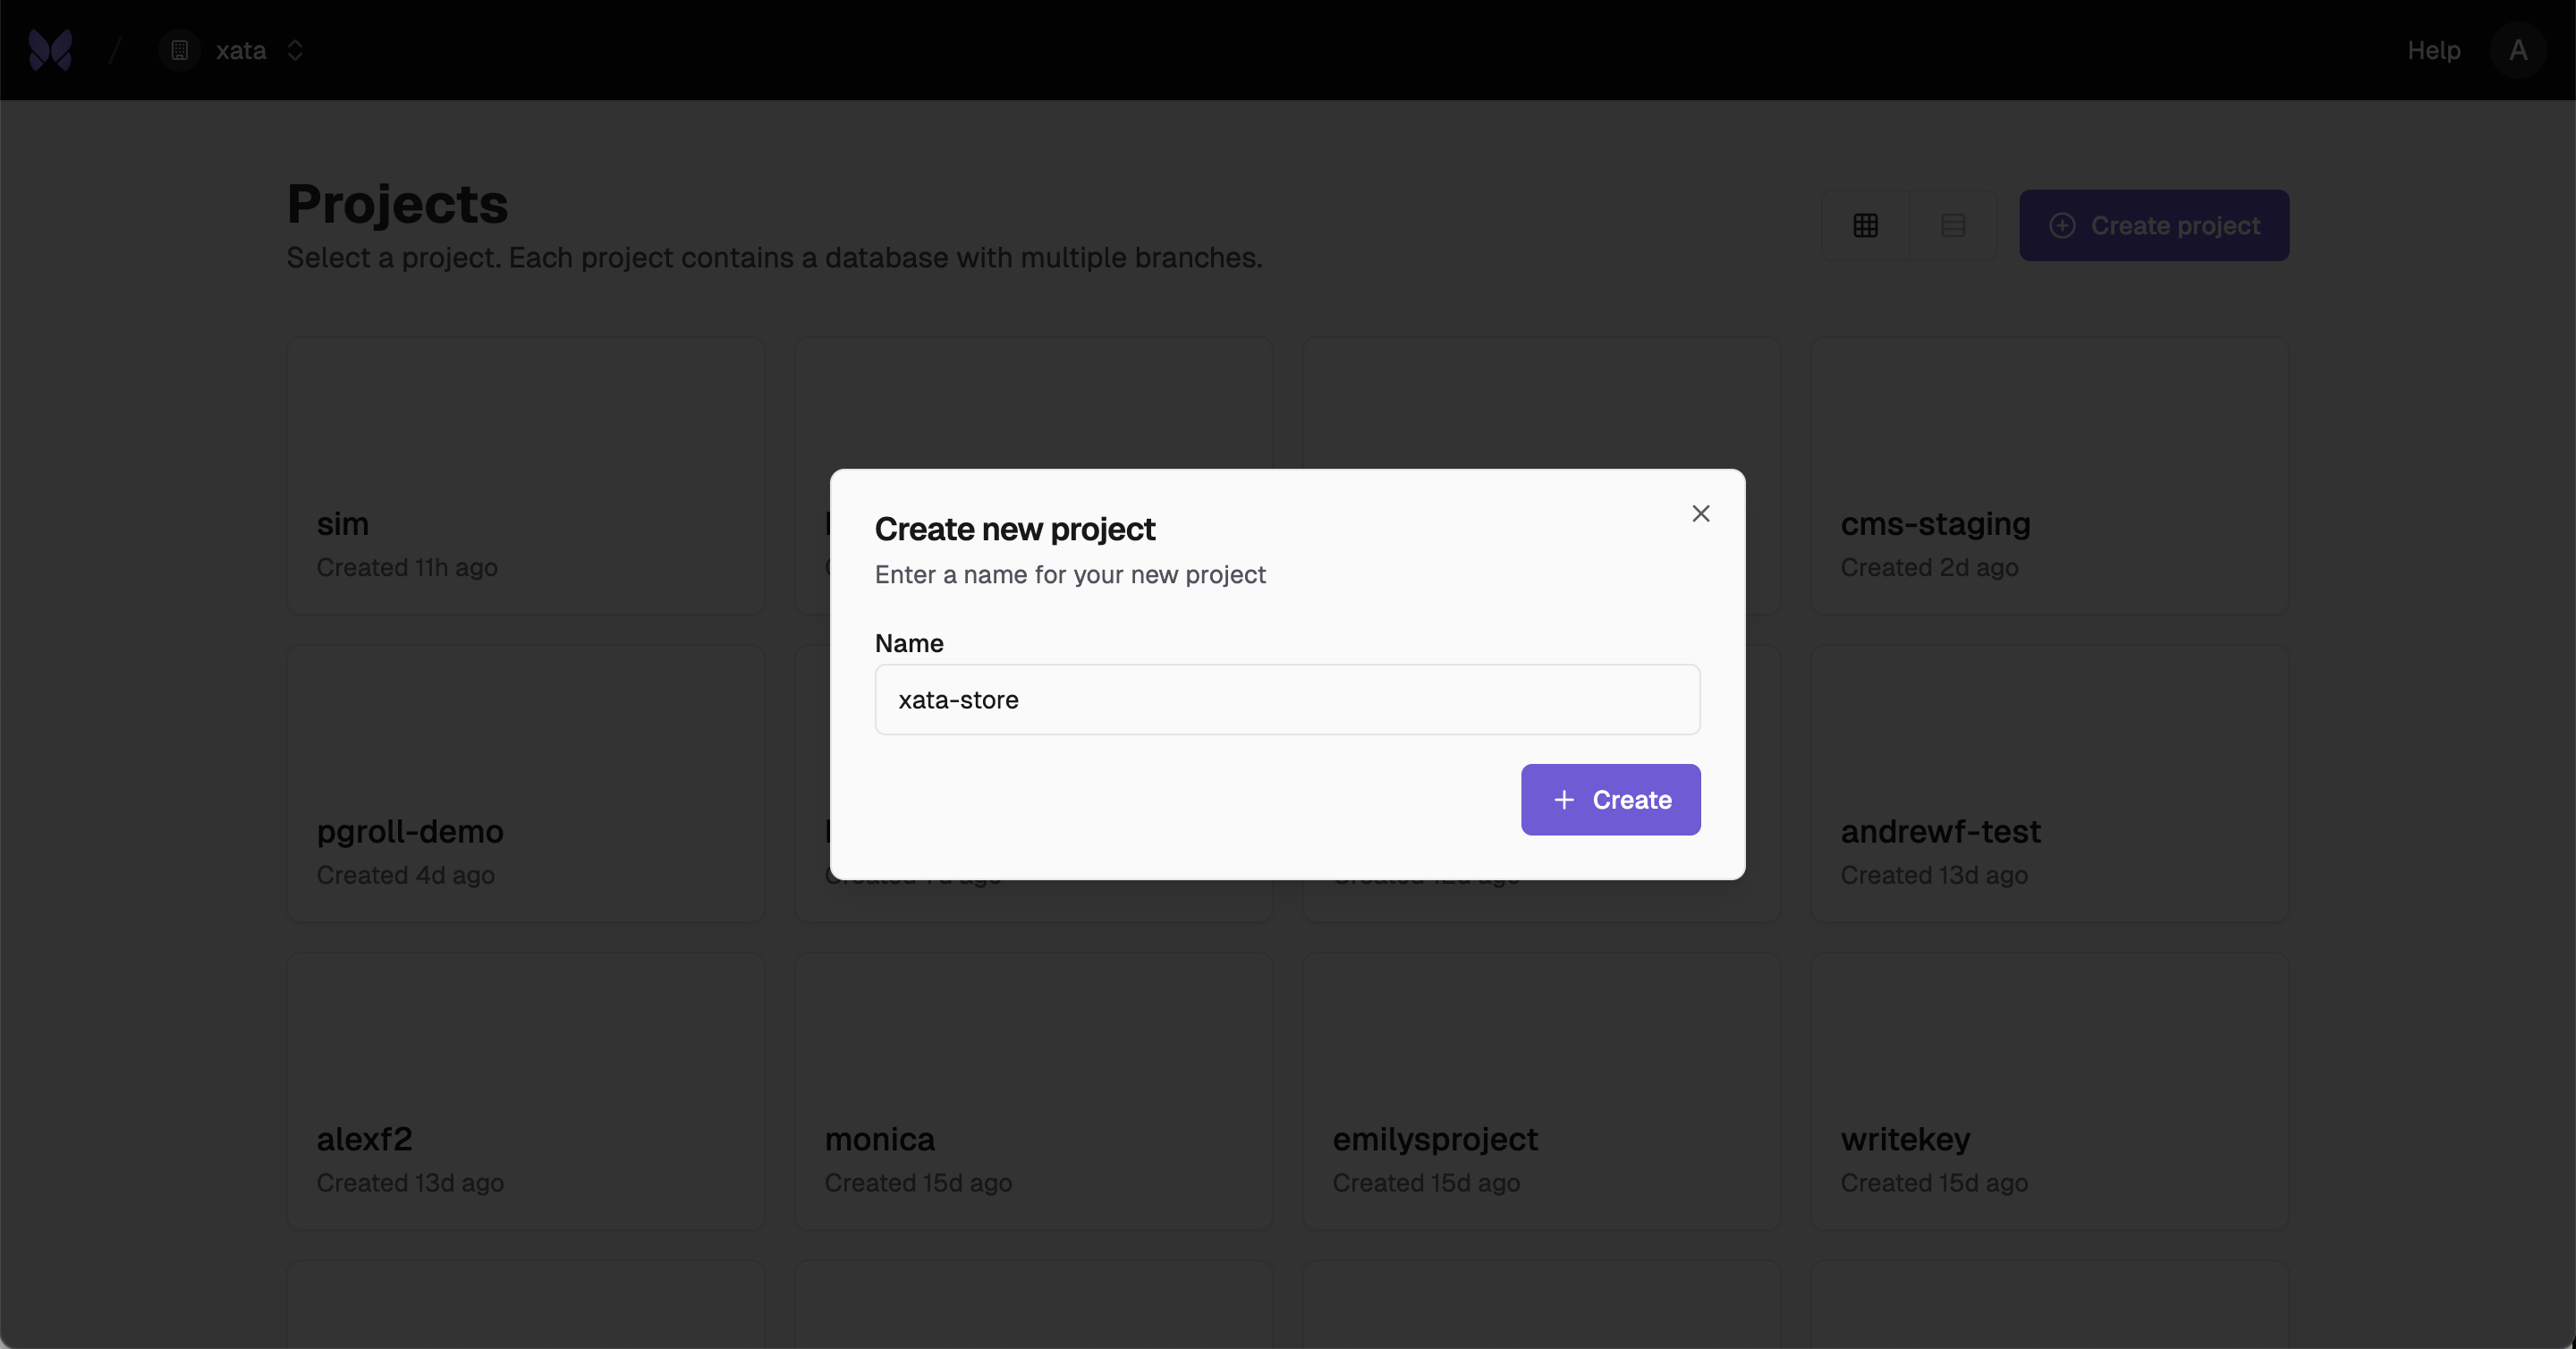 / xata Help A
Projects
Select a project. Each project contains a database with multiple branches.
Create project
sim
Created 11h ago
cms-staging
Created 2d ago
Create new project
Enter a name for your new project
Name
xata-store
Create
pgroll-demo
Created 4d ago
andrewf-test
Created 13d ago
alexf2
Created 13d ago
monica
Created 15d ago
emilysproject
Created 15d ago
writekey
Created 15d ago